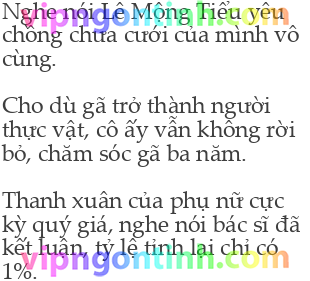 Nghe nói Lê Mộng Tiểu yêu
chồng chưa cưới của mình vô
cùng.
Cho dù gã trở thành người
thực vật, cô ấy vẫn không rời
bỏ, chăm sóc gã ba năm.
Thanh xuân của phụ nữ cực
kỳ quý giá, nghe nói bác sĩ đã
kết luận, tỷ lệ tỉnh lại chỉ có
1%.
vipngontinh.com
vipngontinh.com